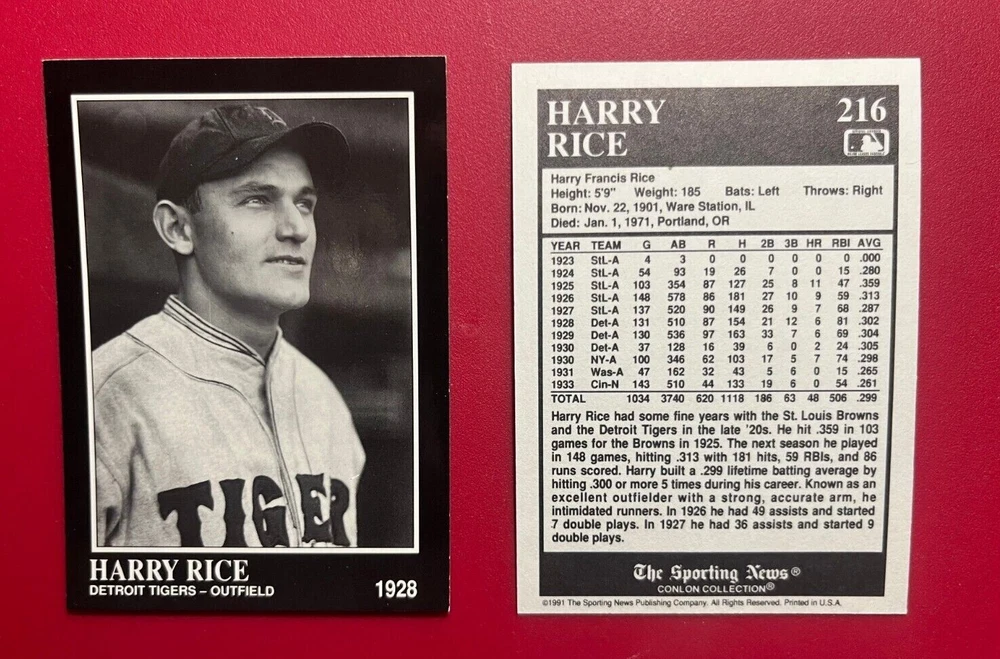 TIGER
HARRY RICE
DETROIT TIGERS – OUTFIELD
1928
HARRY
RICE
216
Harry Francis Rice
Height: 5'9" Weight: 185 Bats: Left Throws: Right
Born: Nov. 22, 1901, Ware Station, IL
Died: Jan. 1, 1971, Portland, OR
YEAR TEAM G AB R H 2B 3B HR RBI AVG
1923 StL-A 4 3 0 0 0 0 0 0 .000
1924 StL-A 54 93 19 26 7 0 0 15 .280
1925 StL-A 103 354 87 127 25 8 11 47 .359
1926 StL-A 148 578 86 181 27 10 9 59 .313
1927 StL-A 137 520 90 149 26 9 7 68 .287
1928 Det-A 131 510 87 154 21 12 6 81 .302
1929 Det-A 130 536 97 163 33 7 6 69 .304
1930 Det-A 37 128 16 39 6 0 2 24 .305
1930 NY-A 100 346 62 103 17 5 7 74 .298
1931 Was-A 47 162 32 43 5 6 0 15 .265
1933 Cin-N 143 510 44 133 19 6 0 54 .261
TOTAL 1034 3740 620 1118 186 63 48 506 .299
Harry Rice had some fine years with the St. Louis Browns
and the Detroit Tigers in the late '20s. He hit .359 in 103
games for the Browns in 1925. The next season he played
in 148 games, hitting .313 with 181 hits, 59 RBIs, and 86
runs scored. Harry built a .299 lifetime batting average by
hitting .300 or more 5 times during his career. Known as an
excellent outfielder with a strong, accurate arm, he
intimidated runners. In 1926 he had 49 assists and started
7 double plays. In 1927 he had 36 assists and started 9
double plays.
The Sporting News®
CONLON COLLECTION®
©1991 The Sporting News Publishing Company. All Rights Reserved. Printed in U.S.A.